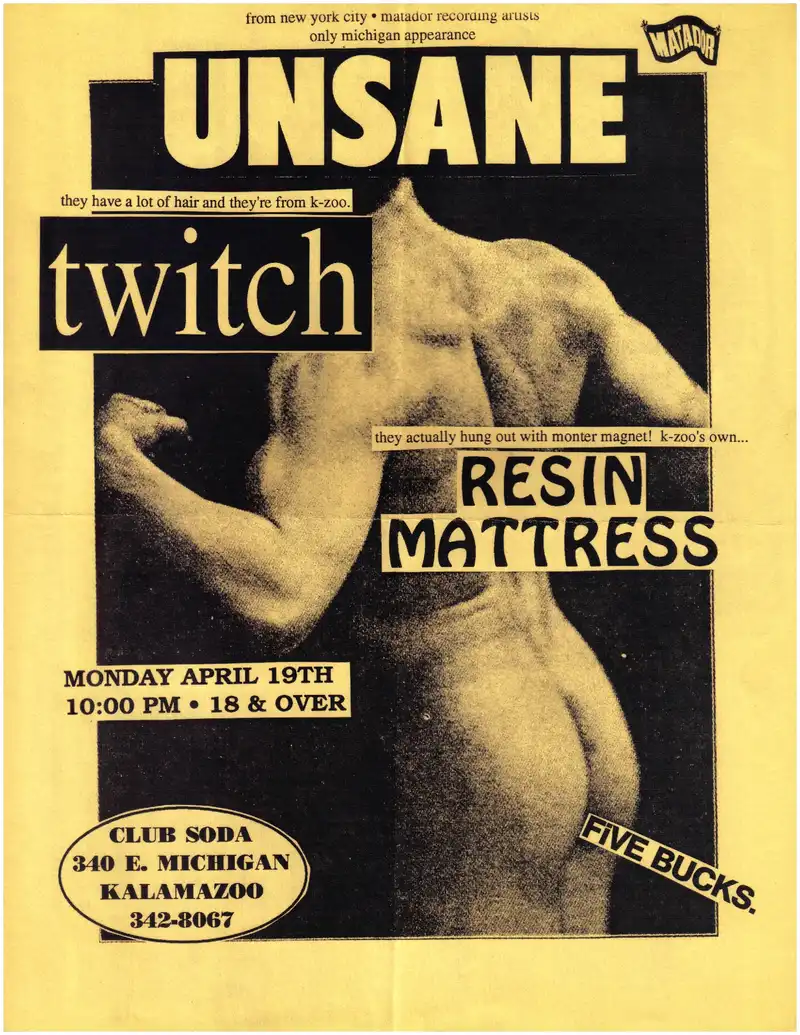 from new york city • matador recording artists
only michigan appearance
MATADOR
UNSANE
they have a lot of hair and they're from k-zoo.
twitch
they actually hung out with monter magnet! k-zoo's own...
RESIN
MATTRESS
MONDAY APRIL 19TH
10:00 PM • 18 & OVER
FiVE BUCKS.
CLUB SODA
340 E. MICHIGAN
KALAMAZOO
342-8067